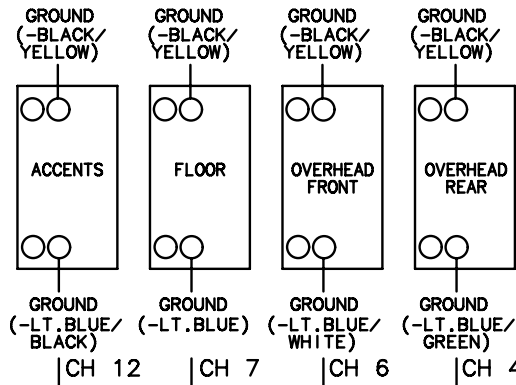 GROUND GROUND GROUND GROUND
(-BLACK/ (-BLACK/ (-BLACK/ (-BLACK/
YELLOW) YELLOW) YELLOW) YELLOW)
ACCENTS FLOOR OVERHEAD OVERHEAD
FRONT REAR
GROUND GROUND GROUND GROUND
(-LT.BLUE/ (-LT.BLUE) (-LT.BLUE/ (-LT.BLUE/
BLACK) WHITE) GREEN)
CH 12 CH 7 CH 6 CH 4